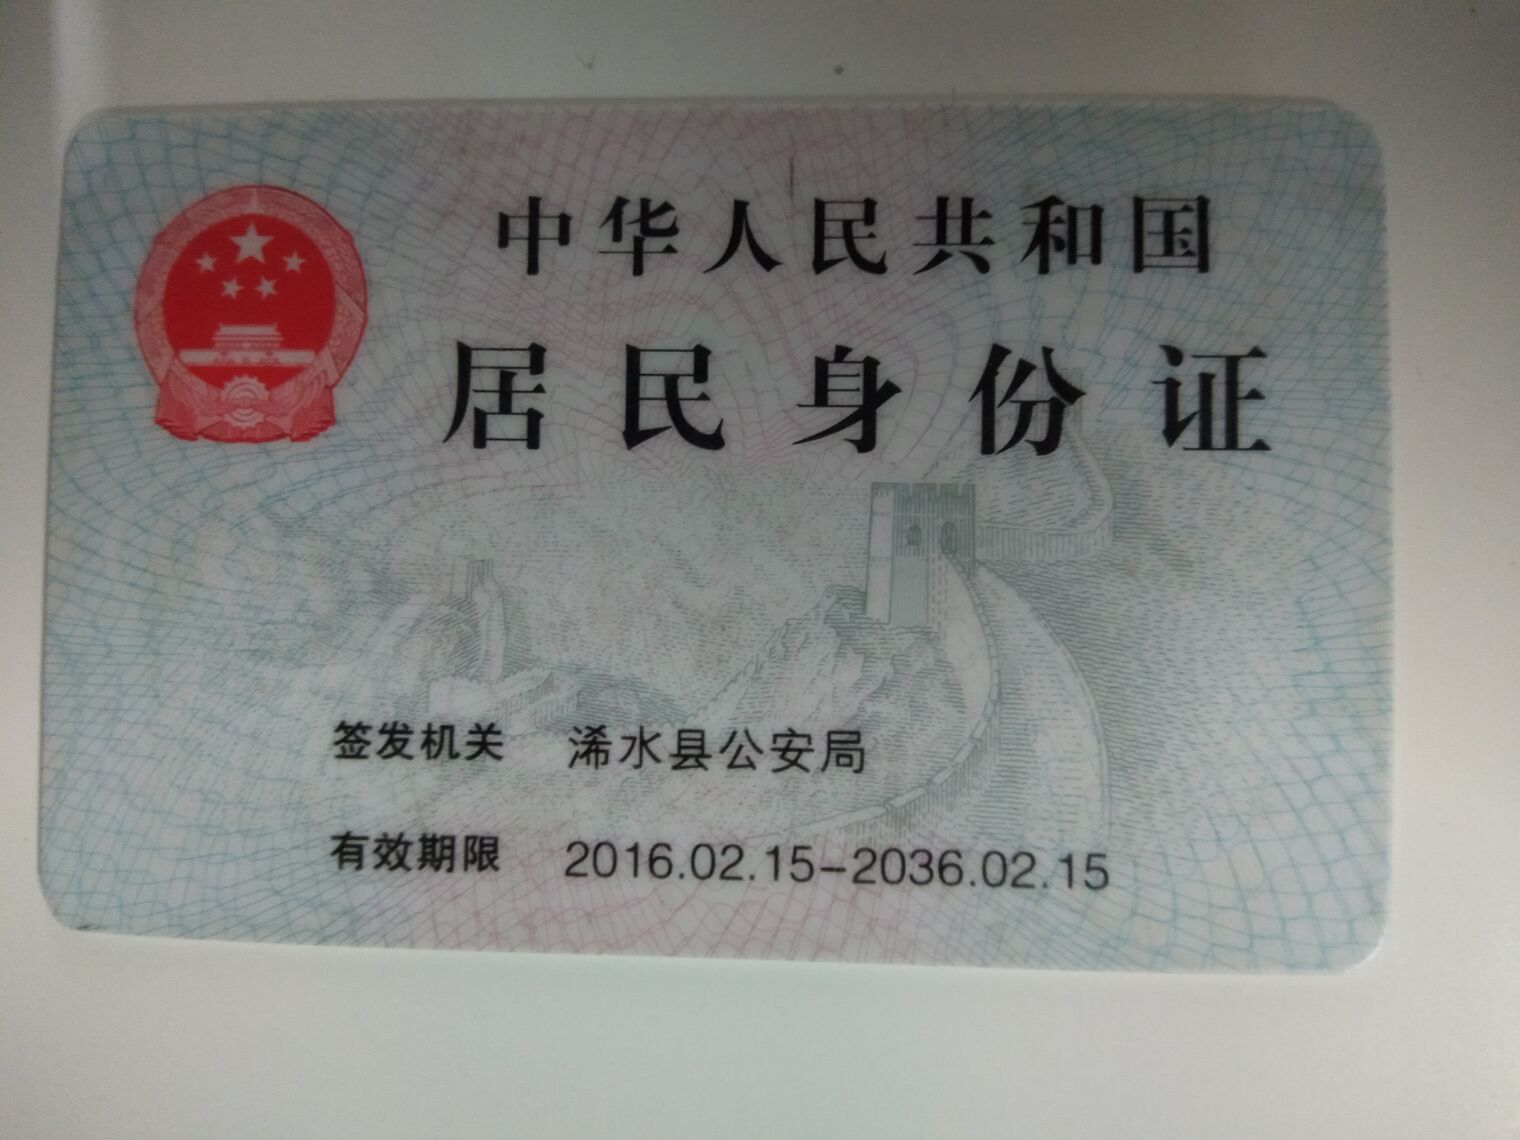 中华人民共和国
居民身份证
签发机关 浠水县公安局
有效期限 2016.02.15-2036.02.15